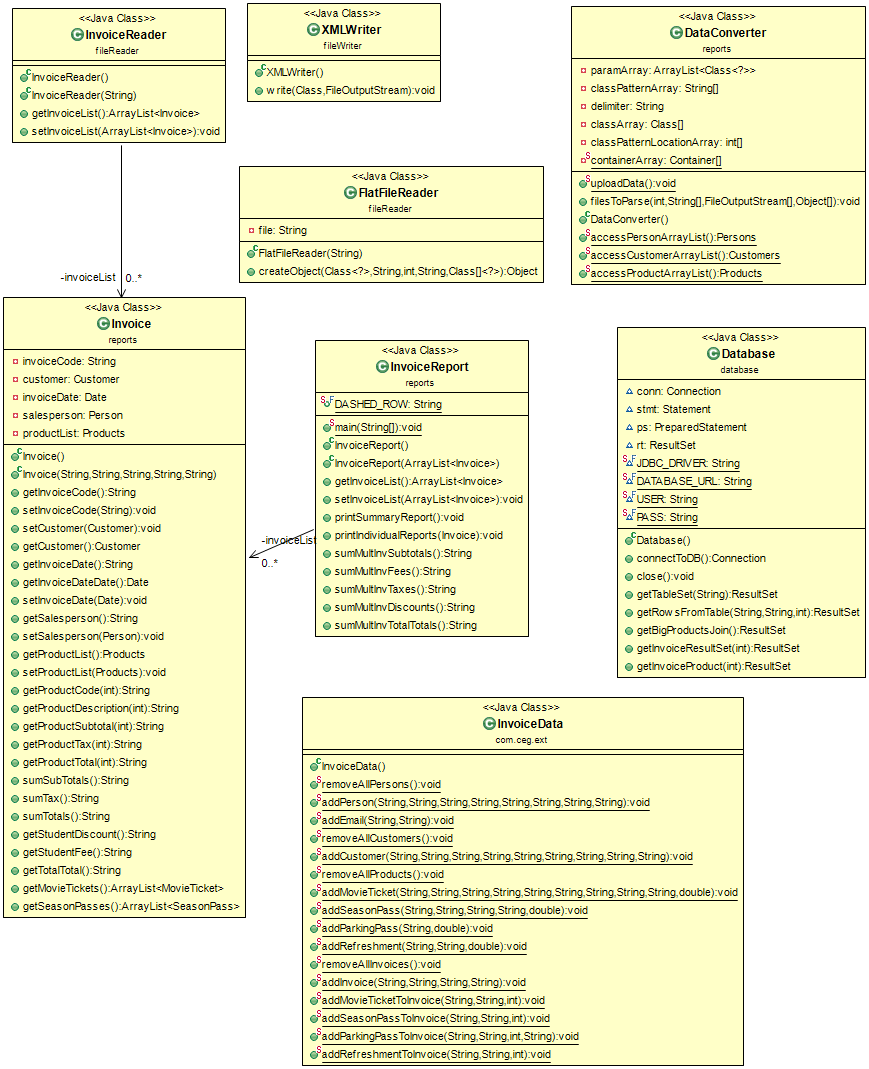 <<Java Class>>
InvoiceReader
fileReader
InvoiceReader()
InvoiceReader(String)
getInvoiceList():ArrayList<Invoice>
setInvoiceList(ArrayList<Invoice>):void
<<Java Class>>
XMLWriter
fileWriter
XMLWriter()
write(Class,FileOutputStream):void
<<Java Class>>
DataConverter
reports
paramArray: ArrayList<Class<?>>
classPatternArray: String[]
delimiter: String
classArray: Class[]
classPatternLocationArray: int[]
containerArray: Container[]
uploadData():void
filesToParse(int,String[],FileOutputStream[],Object[]):void
DataConverter()
accessPersonArrayList():Persons
accessCustomerArrayList():Customers
accessProductArrayList():Products
<<Java Class>>
FlatFileReader
fileReader
file: String
FlatFileReader(String)
createObject(Class<?>,String,int,String,Class[]<?>):Object
-invoiceList
0..*
<<Java Class>>
Invoice
reports
invoiceCode: String
customer: Customer
invoiceDate: Date
salesperson: Person
productList: Products
Invoice()
Invoice(String,String,String,String,String)
getInvoiceCode():String
setInvoiceCode(String):void
setCustomer(Customer):void
getCustomer():Customer
getInvoiceDate():String
getInvoiceDateDate():Date
setInvoiceDate(Date):void
getSalesperson():String
setSalesperson(Person):void
getProductList():Products
setProductList(Products):void
getProductCode(int):String
getProductDescription(int):String
getProductSubtotal(int):String
getProductTax(int):String
getProductTotal(int):String
sumSubTotals():String
sumTax():String
sumTotals():String
getStudentDiscount():String
getStudentFee():String
getTotalTotal():String
getMovieTickets():ArrayList<MovieTicket>
getSeasonPasses():ArrayList<SeasonPass>
<<Java Class>>
InvoiceReport
reports
DASHED_ROW: String
main(String[]):void
InvoiceReport()
InvoiceReport(ArrayList<Invoice>)
getInvoiceList():ArrayList<Invoice>
setInvoiceList(ArrayList<Invoice>):void
printSummaryReport():void
printIndividualReports(Invoice):void
sumMultInvSubtotals():String
sumMultInvFees():String
sumMultInvTaxes():String
sumMultInvDiscounts():String
sumMultInvTotalTotals():String
-invoiceList
0..*
<<Java Class>>
Database
database
conn: Connection
stmt: Statement
ps: PreparedStatement
rt: ResultSet
JDBC_DRIVER: String
DATABASE_URL: String
USER: String
PASS: String
Database()
connectToDB():Connection
close():void
getTableSet(String):ResultSet
getRowsFromTable(String,String,int):ResultSet
getBigProductsJoin():ResultSet
getInvoiceResultSet(int):ResultSet
getInvoiceProduct(int):ResultSet
<<Java Class>>
InvoiceData
com.ceg.ext
InvoiceData()
removeAllPersons():void
addPerson(String,String,String,String,String,String,String,String):void
addEmail(String,String):void
removeAllCustomers():void
addCustomer(String,String,String,String,String,String,String,String,String):void
removeAllProducts():void
addMovieTicket(String,String,String,String,String,String,String,String,String,double):void
addSeasonPass(String,String,String,String,double):void
addParkingPass(String,double):void
addRefreshment(String,String,double):void
removeAllInvoices():void
addInvoice(String,String,String,String):void
addMovieTicketToInvoice(String,String,int):void
addSeasonPassToInvoice(String,String,int):void
addParkingPassToInvoice(String,String,int,String):void
addRefreshmentToInvoice(String,String,int):void